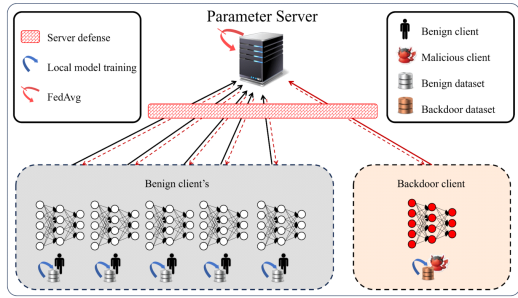 Parameter Server
Server defense
Local model training
FedAvg
Benign client
Malicious client
Benign dataset
Backdoor dataset
Benign client's
Backdoor client